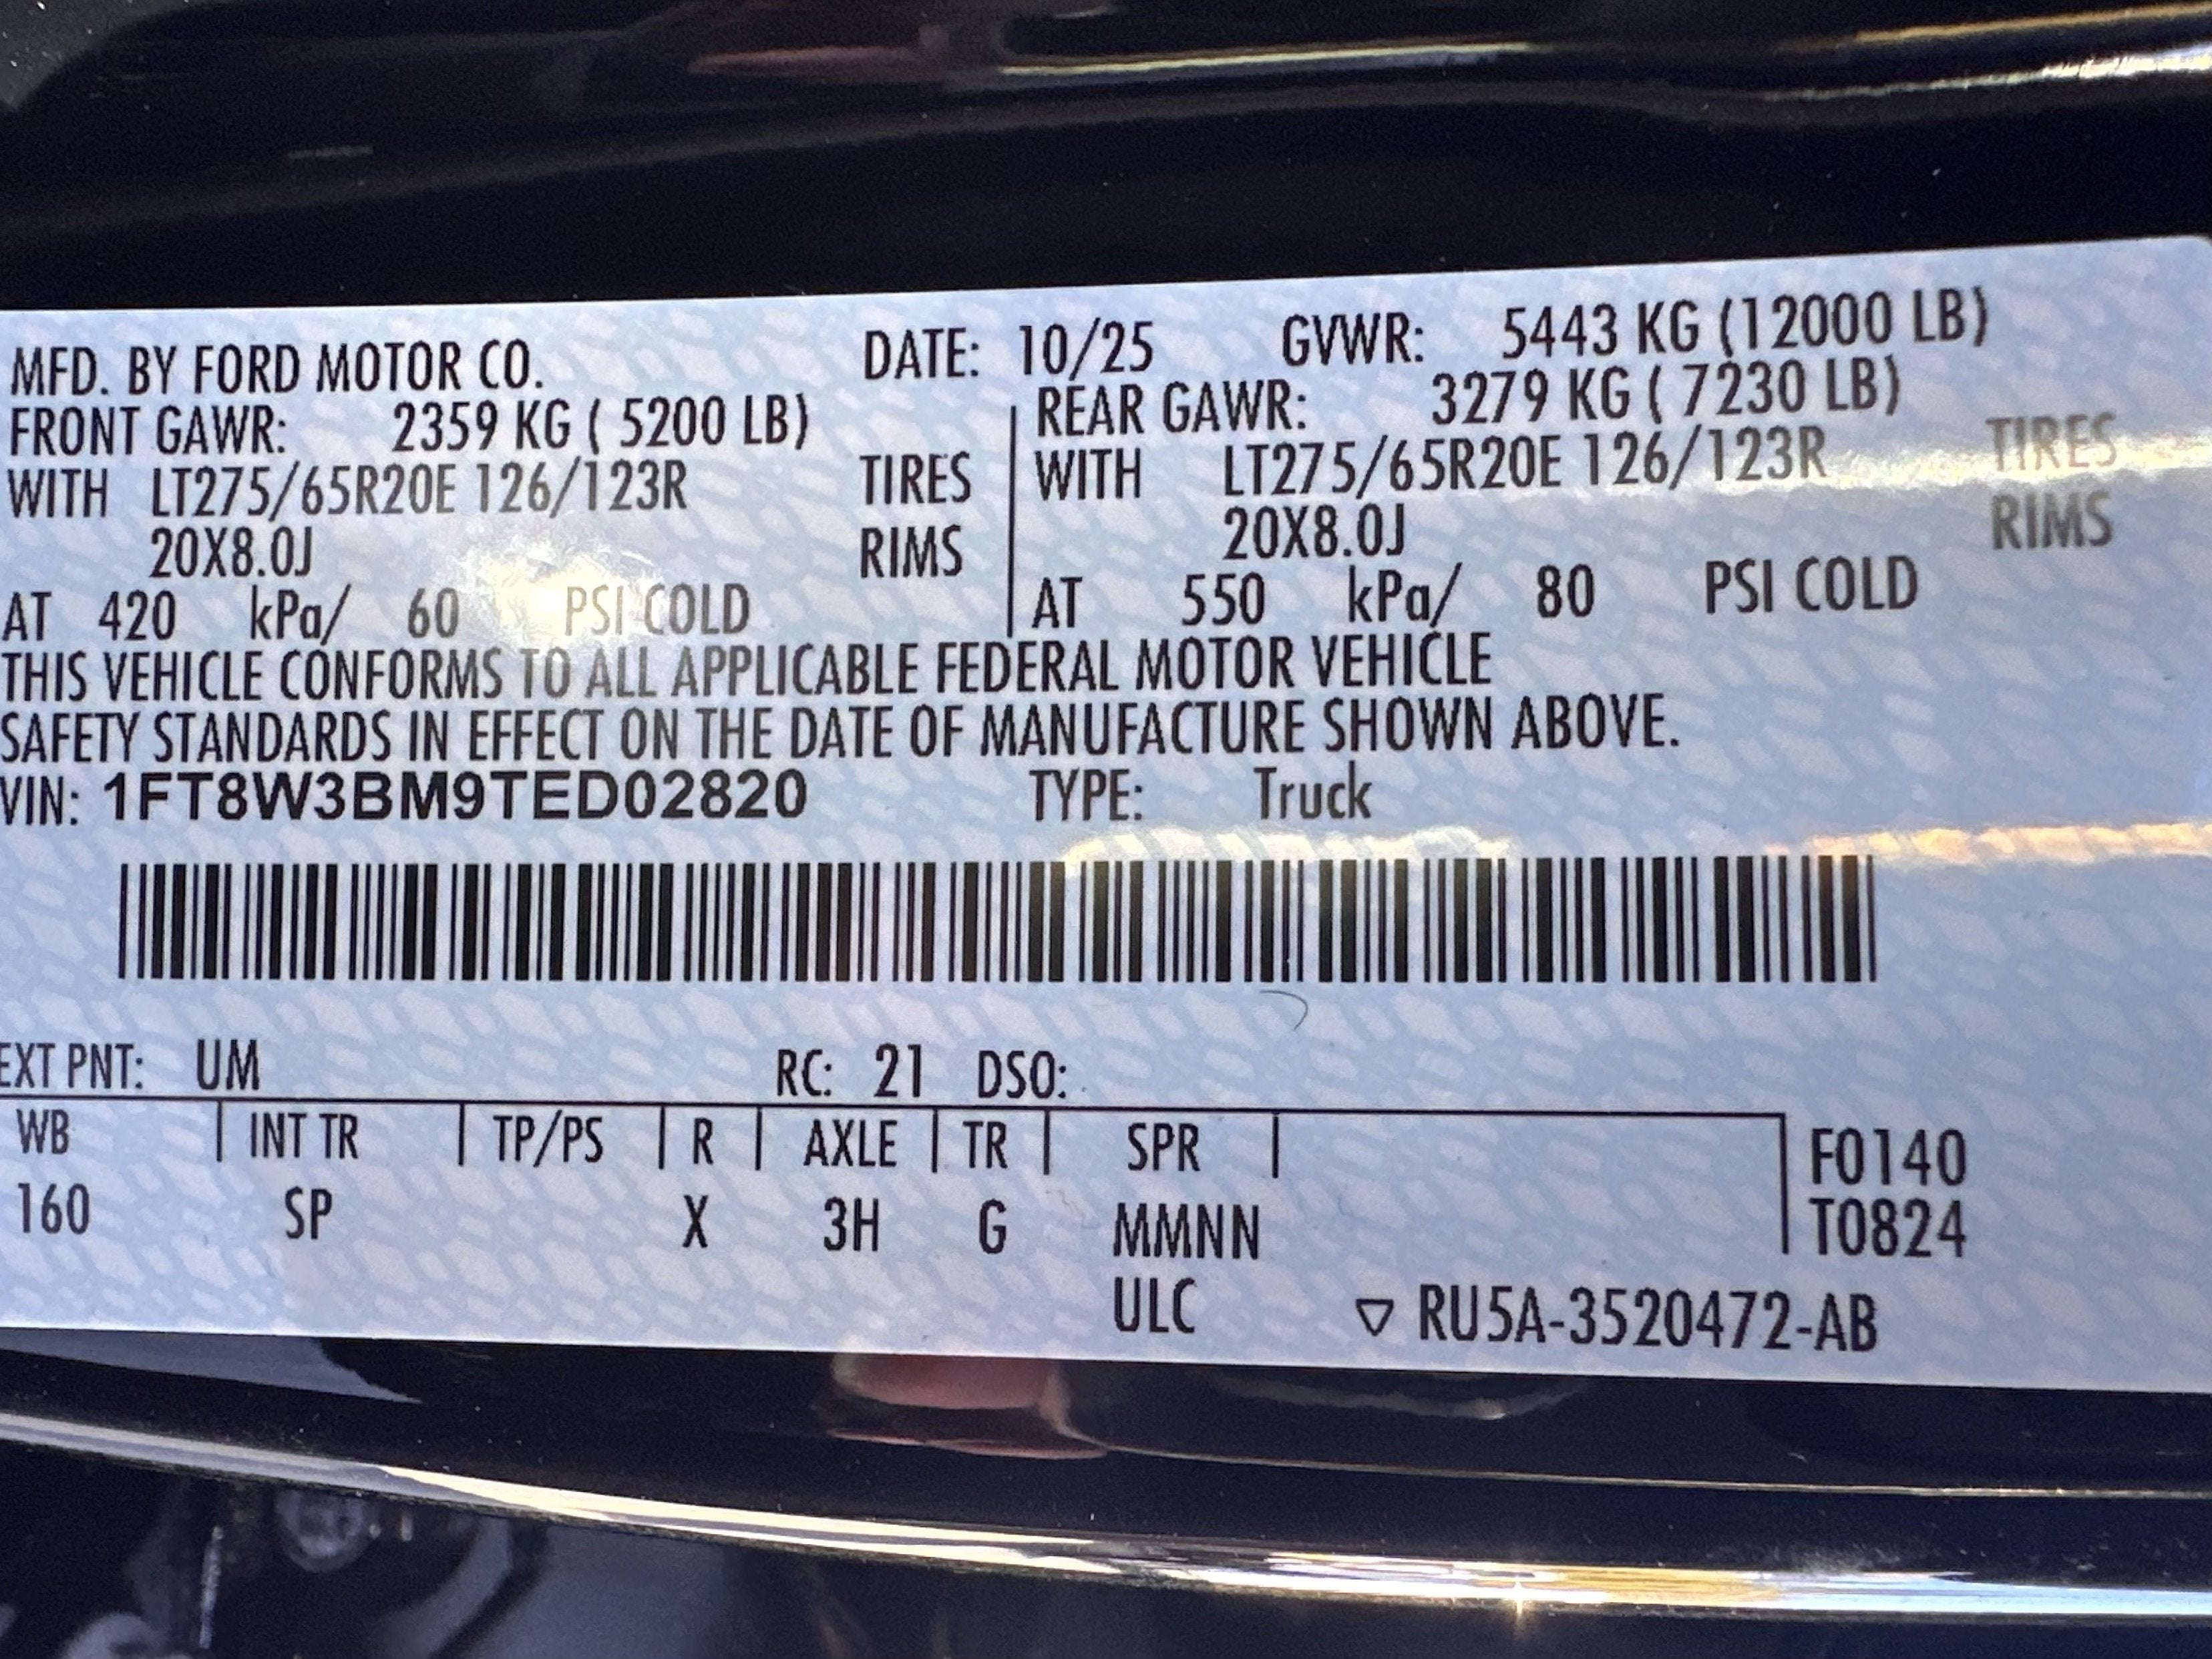 MFD. BY FORD MOTOR CO. DATE: 10/25 GVWR: 5443 KG (12000 LB)
FRONT GAWR: 2359 KG ( 5200 LB) REAR GAWR: 3279 KG ( 7230 LB)
WITH LT275/65R20E 126/123R TIRES WITH LT275/65R20E 126/123R TIRES
20X8.0J RIMS 20X8.0J RIMS
AT 420 kPa/ 60 PSI COLD AT 550 kPa/ 80 PSI COLD
THIS VEHICLE CONFORMS TO ALL APPLICABLE FEDERAL MOTOR VEHICLE
SAFETY STANDARDS IN EFFECT ON THE DATE OF MANUFACTURE SHOWN ABOVE.
VIN: 1FT8W3BM9TED02820 TYPE: Truck
EXT PNT: UM RC: 21 DSO:
WB INT TR TP/PS R AXLE TR SPR F0140
160 SP X 3H G MMNN T0824
ULC ▽ RU5A-3520472-AB